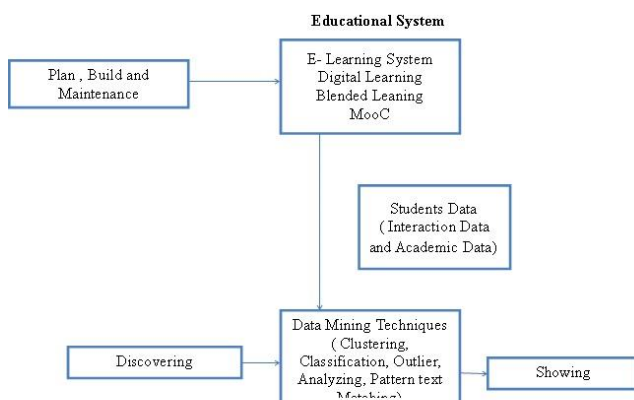 Educational System
Plan , Build and
Maintenance
E- Learning System
Digital Learning
Blended Leaning
MooC
Students Data
( Interaction Data
and Academic Data)
Discovering
Data Mining Techniques
( Clustering,
Classification, Outlier,
Analyzing, Pattern text
Matching)
Showing